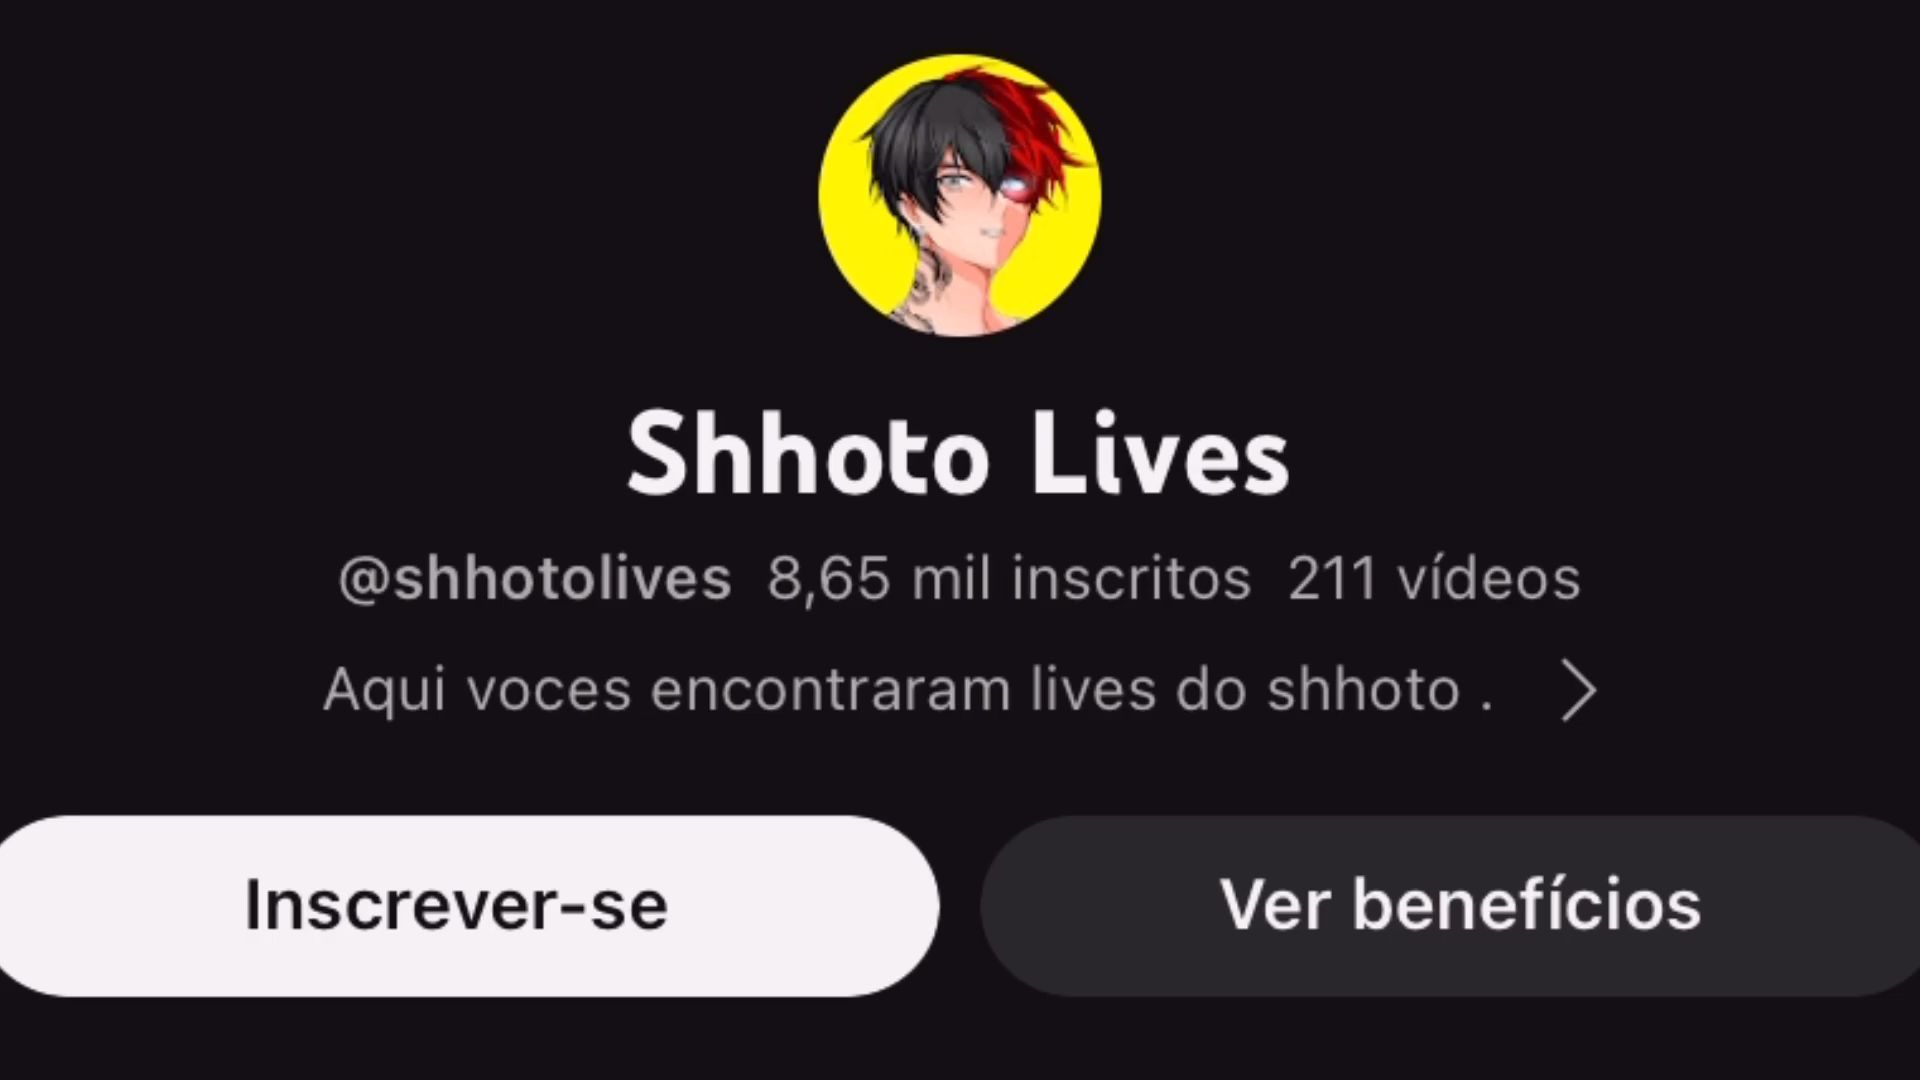 Shhoto Lives
@shhotolives 8,65 mil inscritos 211 vídeos
Aqui voces encontraram lives do shhoto .
Inscrever-se
Ver benefícios